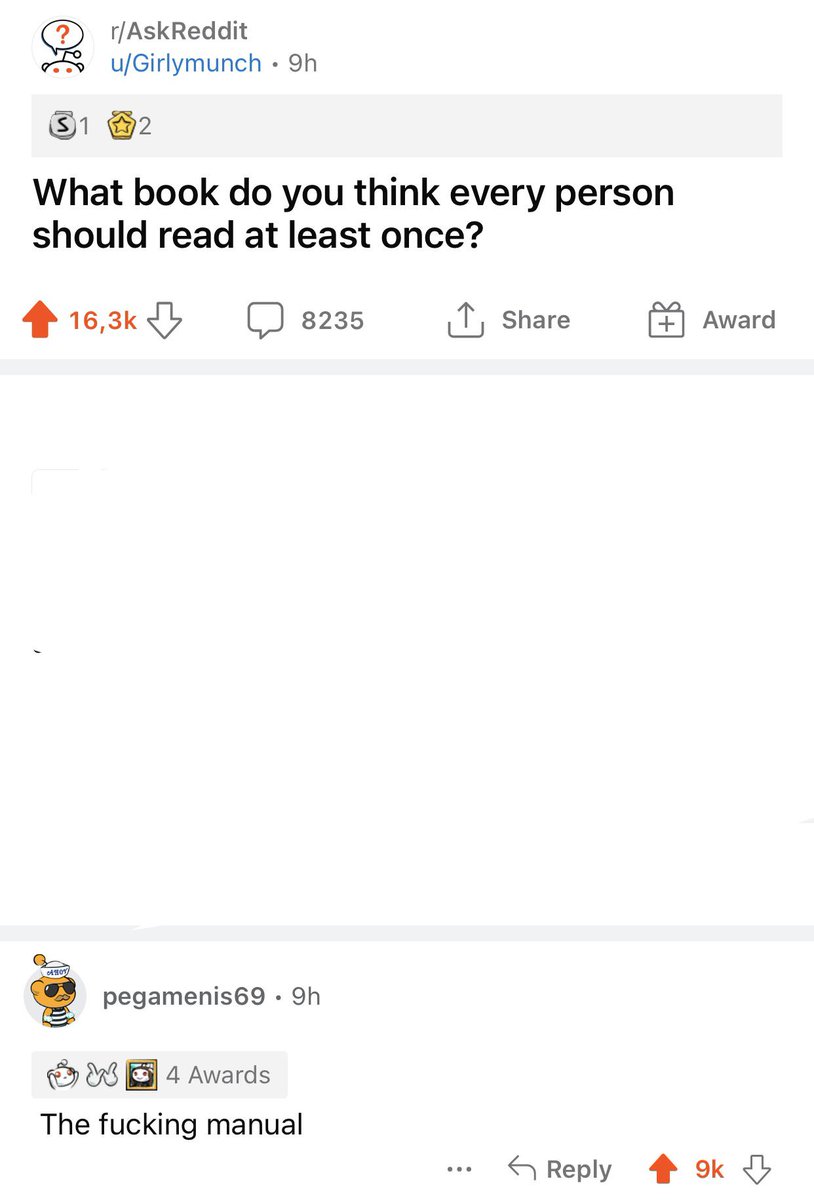 r/AskReddit
u/Girlymunch • 9h
1 2
What book do you think every person
should read at least once?
16,3k 8235 Share Award
pegamenis69 • 9h
AHOY
4 Awards
The fucking manual
... Reply 9k